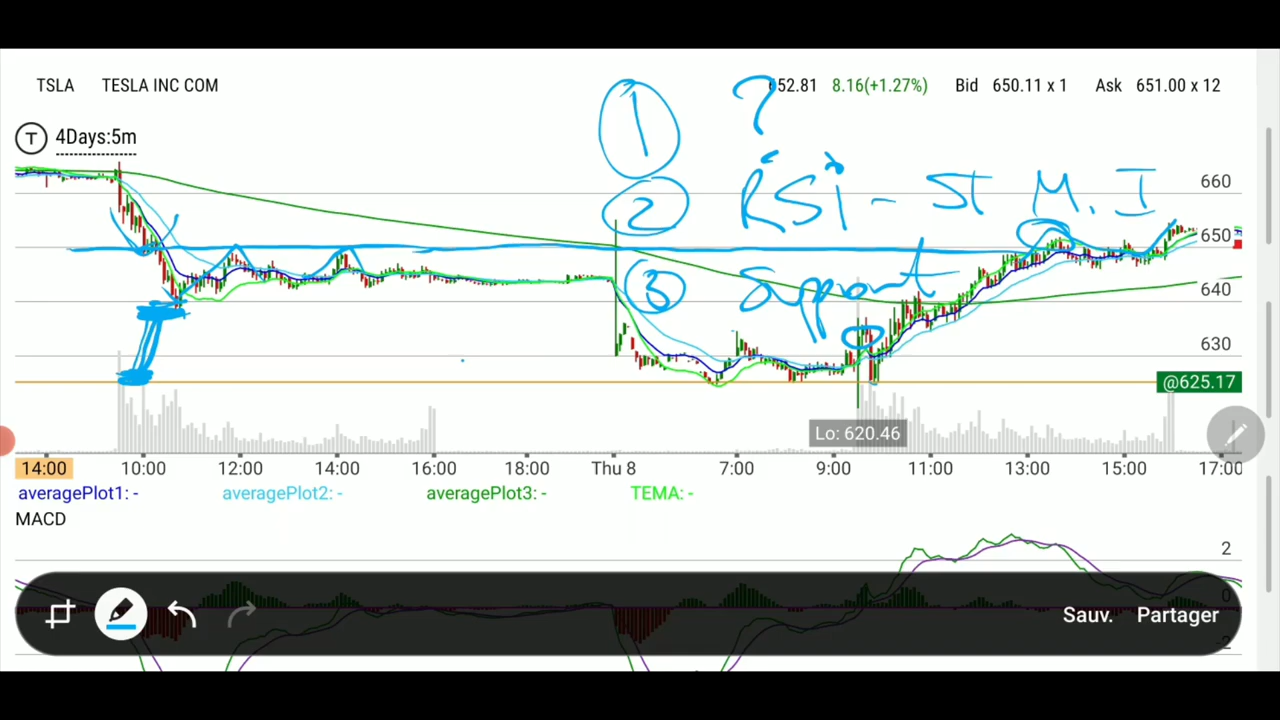 TSLA TESLA INC COM 652.81 8.16(+1.27%) Bid 650.11 x 1 Ask 651.00 x 12
T 4Days:5m
1 ?
2 RSI - ST M. I
3 Support
660
650
640
630
@625.17
Lo: 620.46
14:00 10:00 12:00 14:00 16:00 18:00 Thu 8 7:00 9:00 11:00 13:00 15:00 17:00
averagePlot1: - averagePlot2: - averagePlot3: - TEMA: -
MACD
2
0
-2
Sauv. Partager